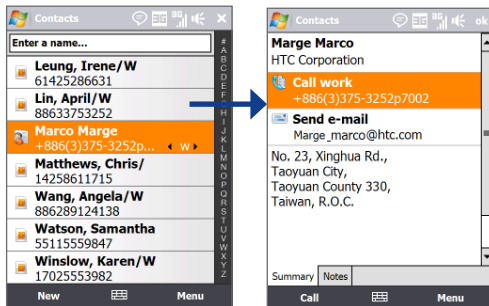 Contacts
Enter a name...
Leung, Irene/W
61425286631
Lin, April/W
88633753252
Marco Marge
+886(3)375-3252p... W
Matthews, Chris/
14258611715
Wang, Angela/W
886289124138
Watson, Samantha
55115559847
Winslow, Karen/W
17025553982
#
A
B
C
D
E
F
G
H
I
J
K
L
M
N
O
P
Q
R
S
T
U
V
W
X
Y
Z
New
Menu
Contacts
ok
Marge Marco
HTC Corporation
Call work
+886(3)375-3252p7002
Send e-mail
Marge_marco@htc.com
No. 23, Xinghua Rd.,
Taoyuan City,
Taoyuan County 330,
Taiwan, R.O.C.
Summary Notes
Call
Menu